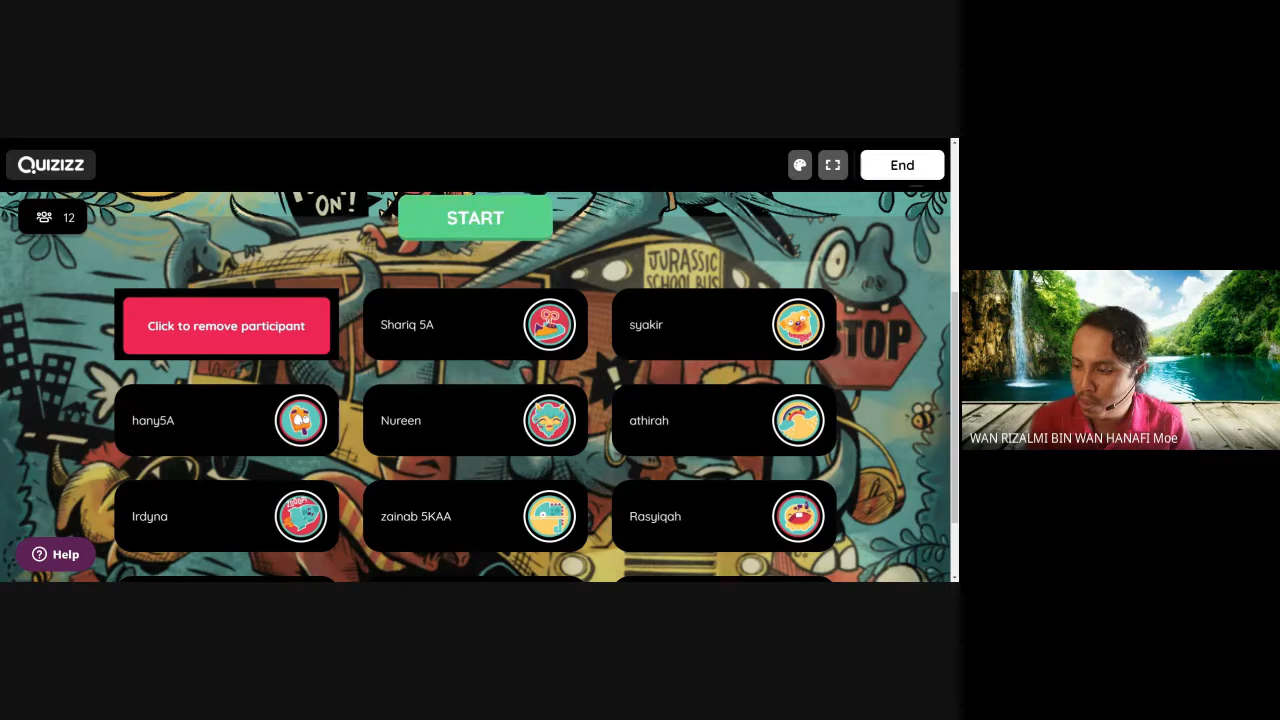 QUIZIZZ
End
ON!
12
START
JURASSIC
SCHOOL BUS
STOP
Click to remove participant
Shariq 5A
syakir
hany5A
Nureen
athirah
Irdyna
zainab 5KAA
Rasyiqah
Help
WAN RIZALMI BIN WAN HANAFI Moe